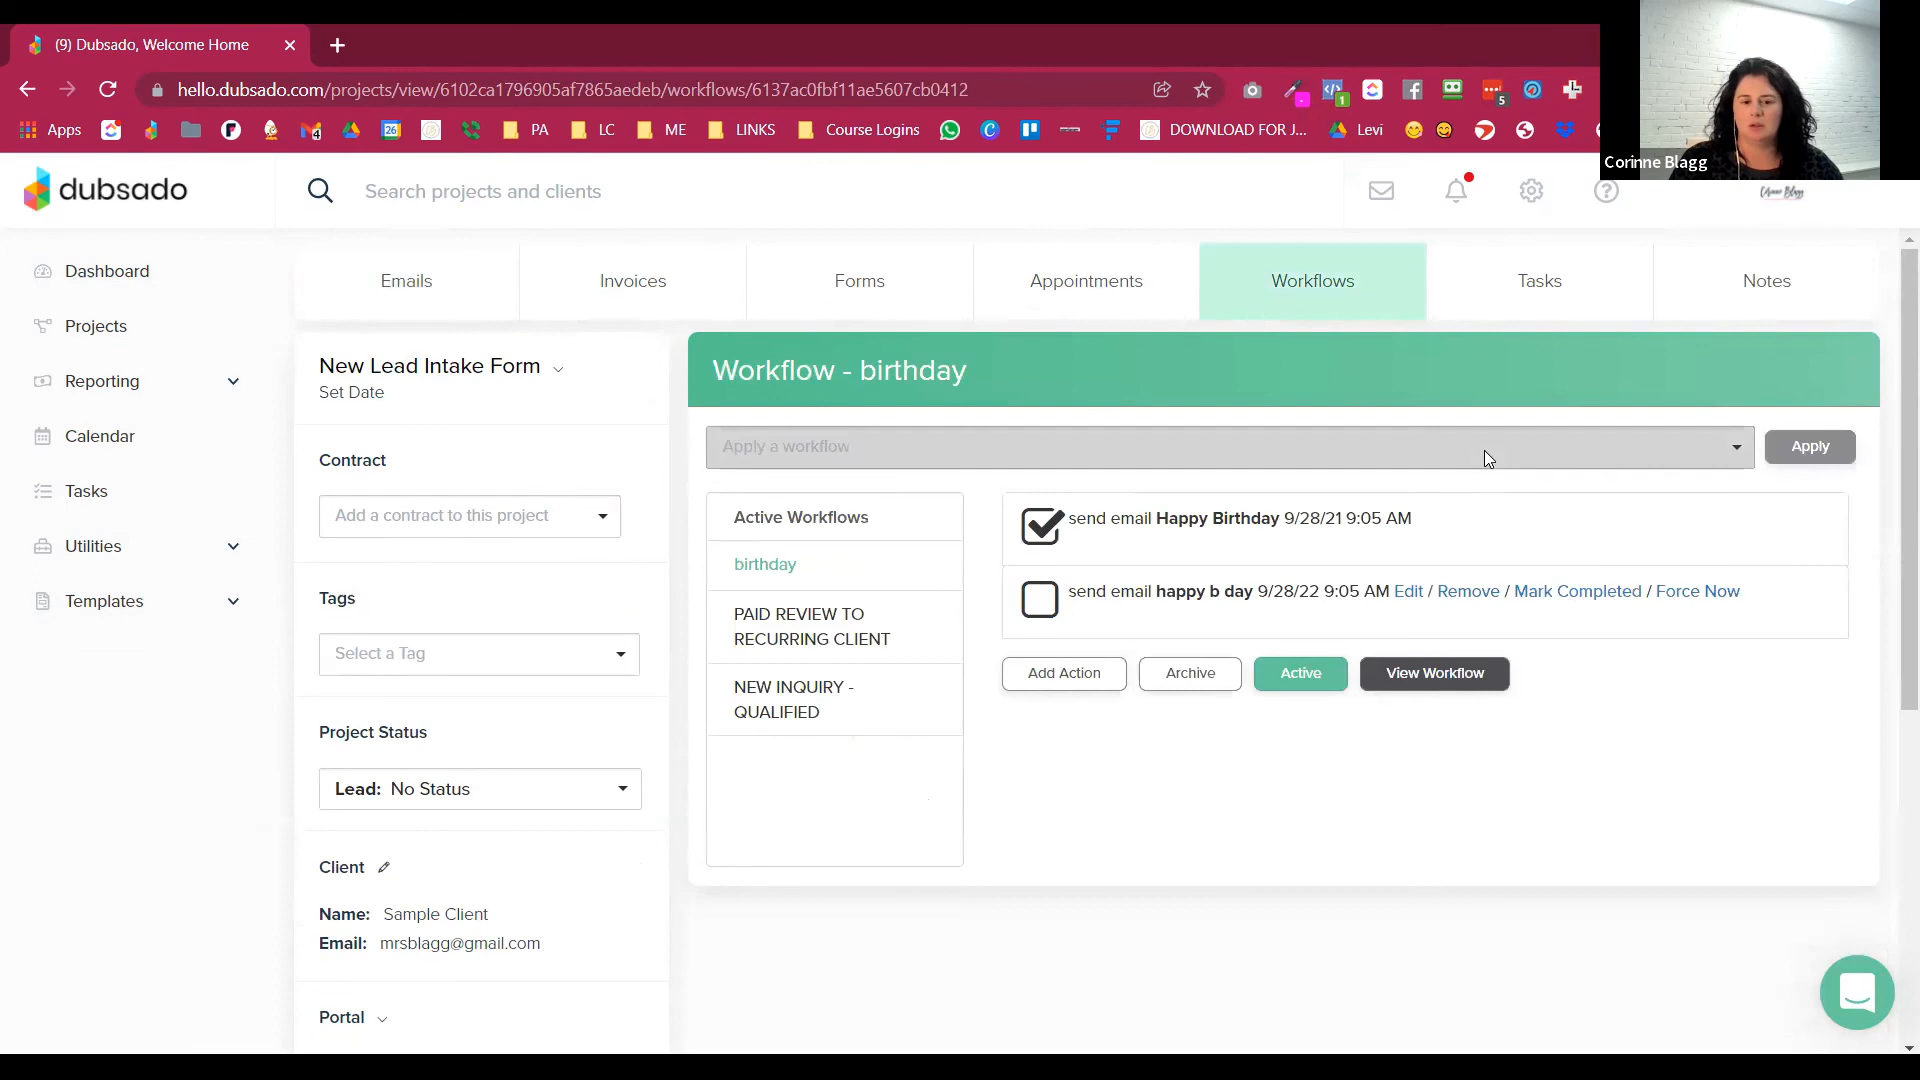 (9) Dubsado, Welcome Home
hello.dubsado.com/projects/view/6102ca1796905af7865aedeb/workflows/6137ac0fbf11ae5607cb0412
1
5
Apps
4
26
PA
LC
ME
LINKS
Course Logins
DOWNLOAD FOR J...
Levi
Corinne Blagg
dubsado
Search projects and clients
Corinne Blagg
Dashboard
Projects
Reporting
Calendar
Tasks
Utilities
Templates
Emails
Invoices
Forms
Appointments
Workflows
Tasks
Notes
New Lead Intake Form
Set Date
Contract
Add a contract to this project
Tags
Select a Tag
Project Status
Lead: No Status
Client
Name: Sample Client
Email: mrsblagg@gmail.com
Portal
Workflow - birthday
Apply a workflow
Apply
Active Workflows
birthday
PAID REVIEW TO
RECURRING CLIENT
NEW INQUIRY -
QUALIFIED
send email Happy Birthday 9/28/21 9:05 AM
send email happy b day 9/28/22 9:05 AM Edit / Remove / Mark Completed / Force Now
Add Action
Archive
Active
View Workflow